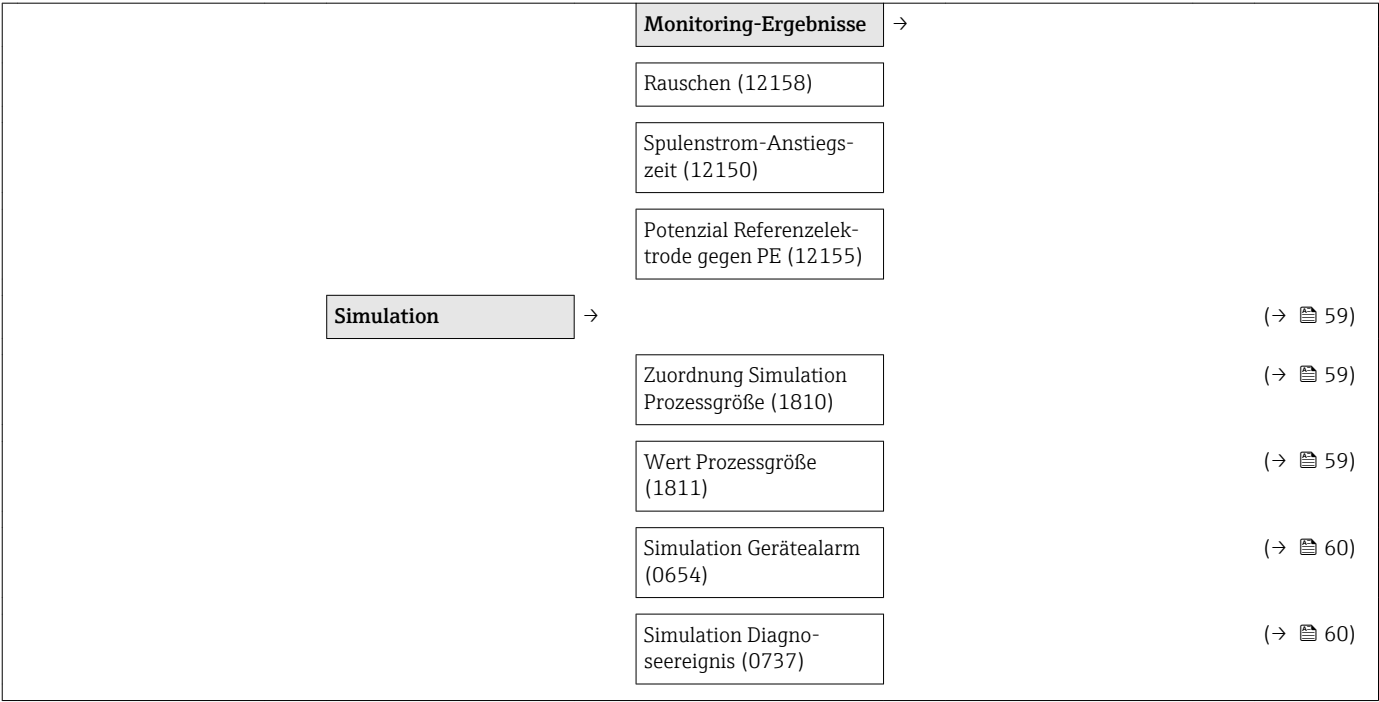 Monitoring-Ergebnisse →
Rauschen (12158)
Spulenstrom-Anstiegs-
zeit (12150)
Potenzial Referenzelek-
trode gegen PE (12155)
Simulation → (→ 59)
Zuordnung Simulation (→ 59)
Prozessgröße (1810)
Wert Prozessgröße (→ 59)
(1811)
Simulation Gerätealarm (→ 60)
(0654)
Simulation Diagno- (→ 60)
seereignis (0737)